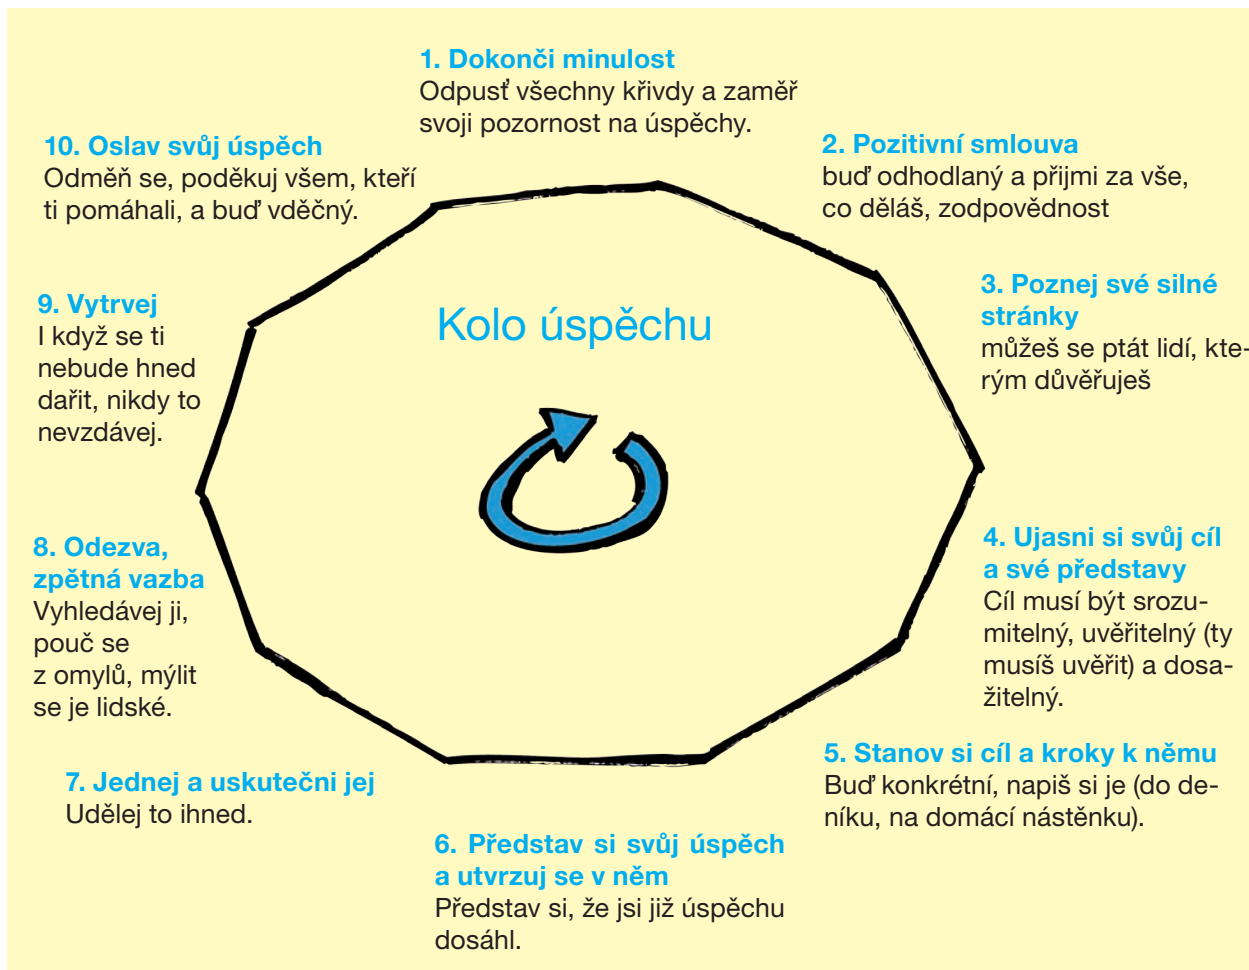 1. Dokonči minulost
Odpusť všechny křivdy a zaměř
svoji pozornost na úspěchy.
2. Pozitivní smlouva
buď odhodlaný a přijmi za vše,
co děláš, zodpovědnost
3. Poznej své silné
stránky
můžeš se ptát lidí, kte-
rým důvěřuješ
4. Ujasni si svůj cíl
a své představy
Cíl musí být srozu-
mitelný, uvěřitelný (ty
musíš uvěřit) a dosa-
žitelný.
5. Stanov si cíl a kroky k němu
Buď konkrétní, napiš si je (do de-
níku, na domácí nástěnku).
6. Představ si svůj úspěch
a utvrzuj se v něm
Představ si, že jsi již úspěchu
dosáhl.
7. Jednej a uskutečni jej
Udělej to ihned.
8. Odezva,
zpětná vazba
Vyhledávej ji,
pouč se
z omylů, mýlit
se je lidské.
9. Vytrvej
I když se ti
nebude hned
dařit, nikdy to
nevzdávej.
10. Oslav svůj úspěch
Odměň se, poděkuj všem, kteří
ti pomáhali, a buď vděčný.
Kolo úspěchu